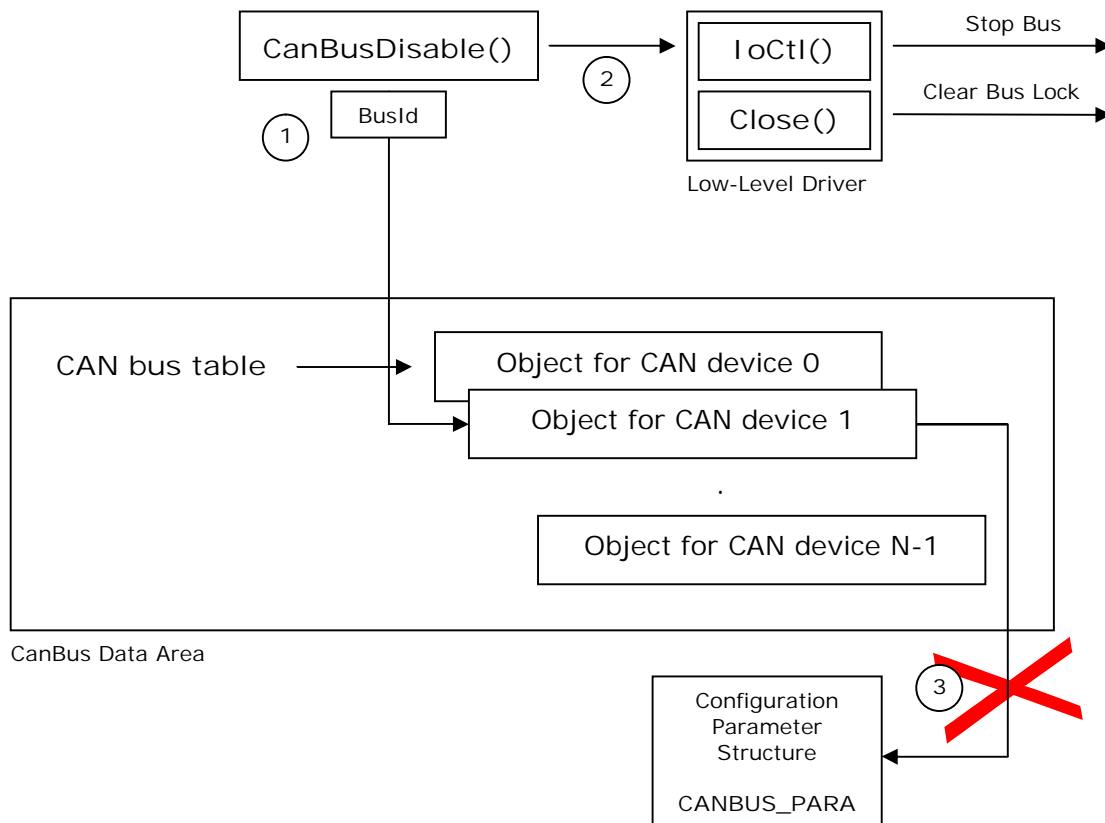 CanBusDisable()
IoCtl()
Stop Bus
2
Clear Bus Lock
BusId
1
Close()
Low-Level Driver
CAN bus table
Object for CAN device 0
Object for CAN device 1
.
Object for CAN device N-1
CanBus Data Area
3
Configuration
Parameter
Structure
CANBUS_PARA